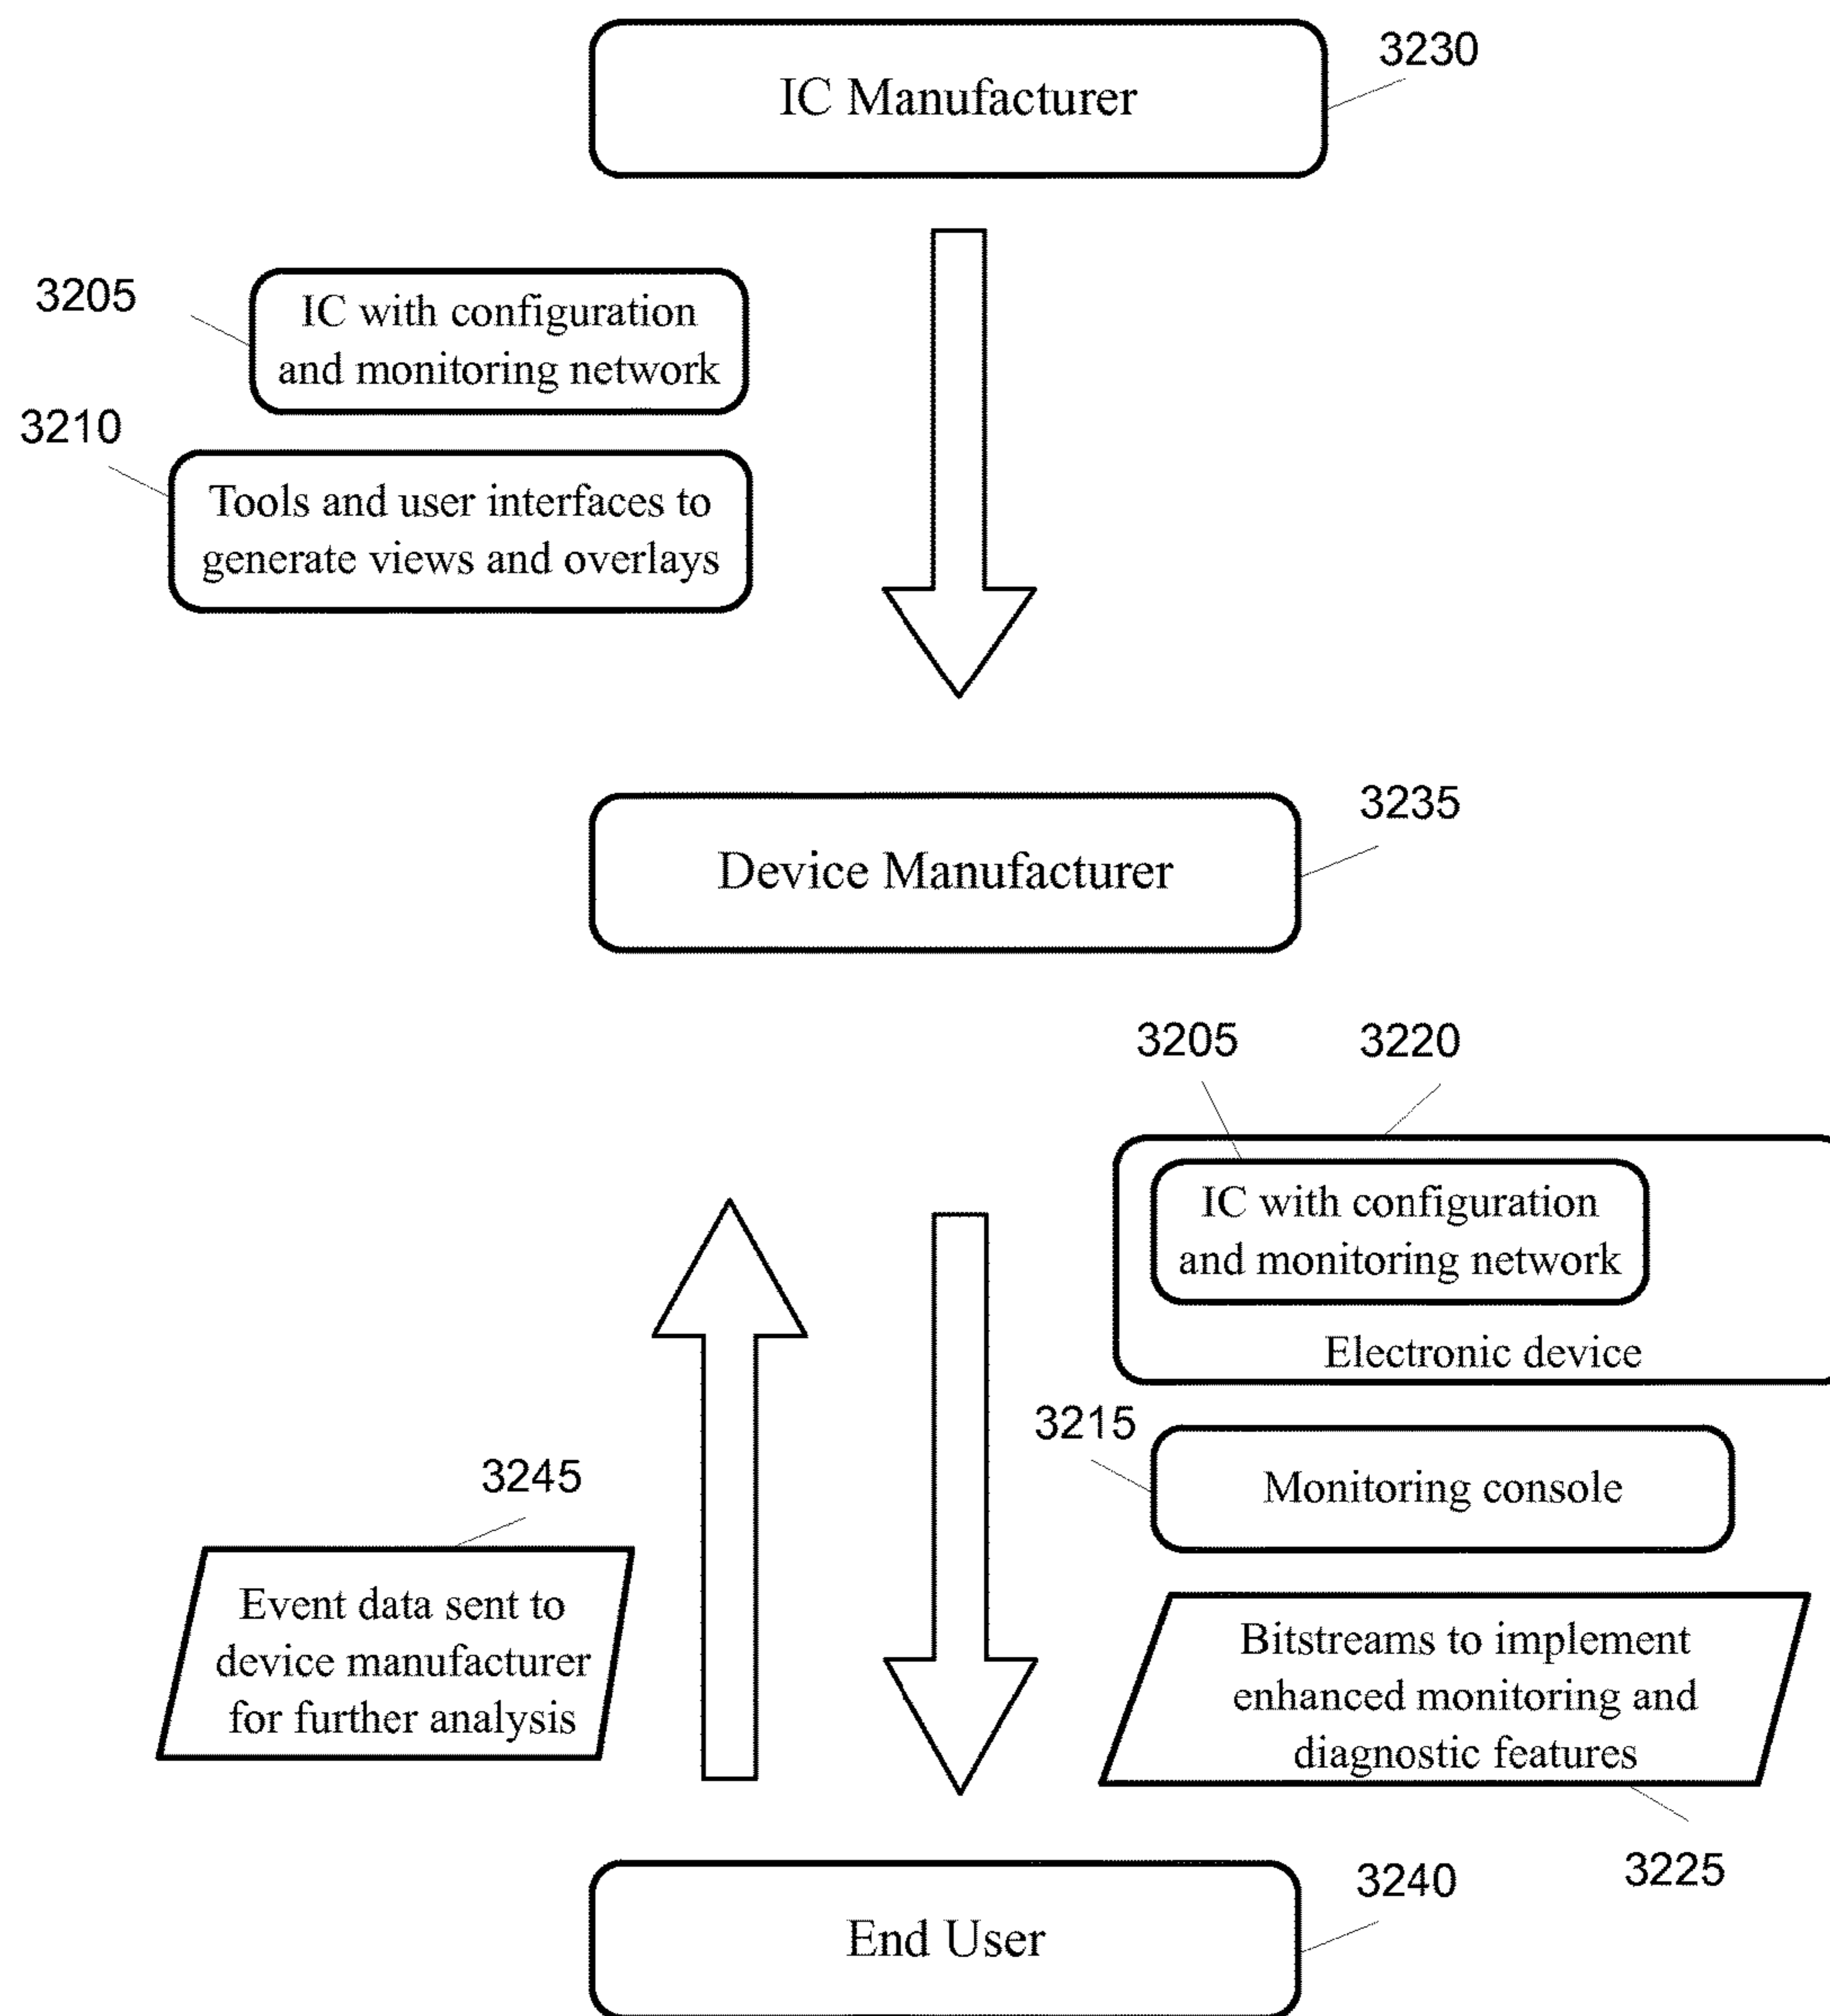 3230
IC Manufacturer
3205
IC with configuration
and monitoring network
3210
Tools and user interfaces to
generate views and overlays
3235
Device Manufacturer
3205
3220
IC with configuration
and monitoring network
Electronic device
3215
Monitoring console
3245
Event data sent to
device manufacturer
for further analysis
Bitstreams to implement
enhanced monitoring and
diagnostic features
3225
3240
End User